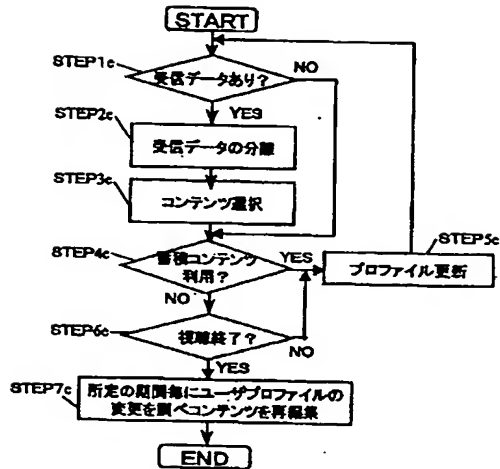 START
STEP1c
受信データあり?
NO
YES
STEP2c
受信データの分離
STEP3c
コンテンツ選択
STEP4c
蓄積コンテンツ
利用?
YES
STEP5c
プロファイル更新
NO
STEP6c
視聴終了?
NO
YES
STEP7c
所定の期間毎にユーザプロファイルの
変更を調べコンテンツを再編集
END